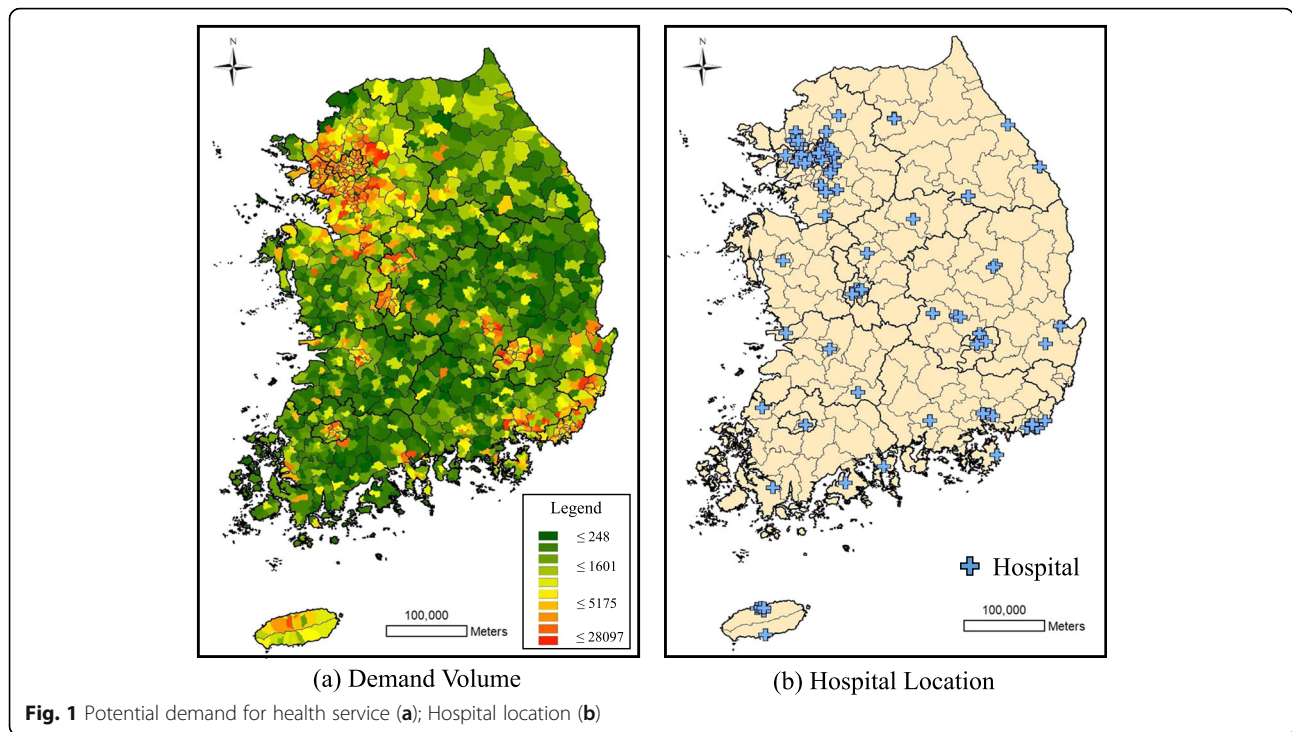 N
Legend
≤ 248
≤ 1601
≤ 5175
≤ 28097
100,000
Meters
(a) Demand Volume
N
Hospital
100,000
Meters
(b) Hospital Location
Fig. 1 Potential demand for health service (a); Hospital location (b)